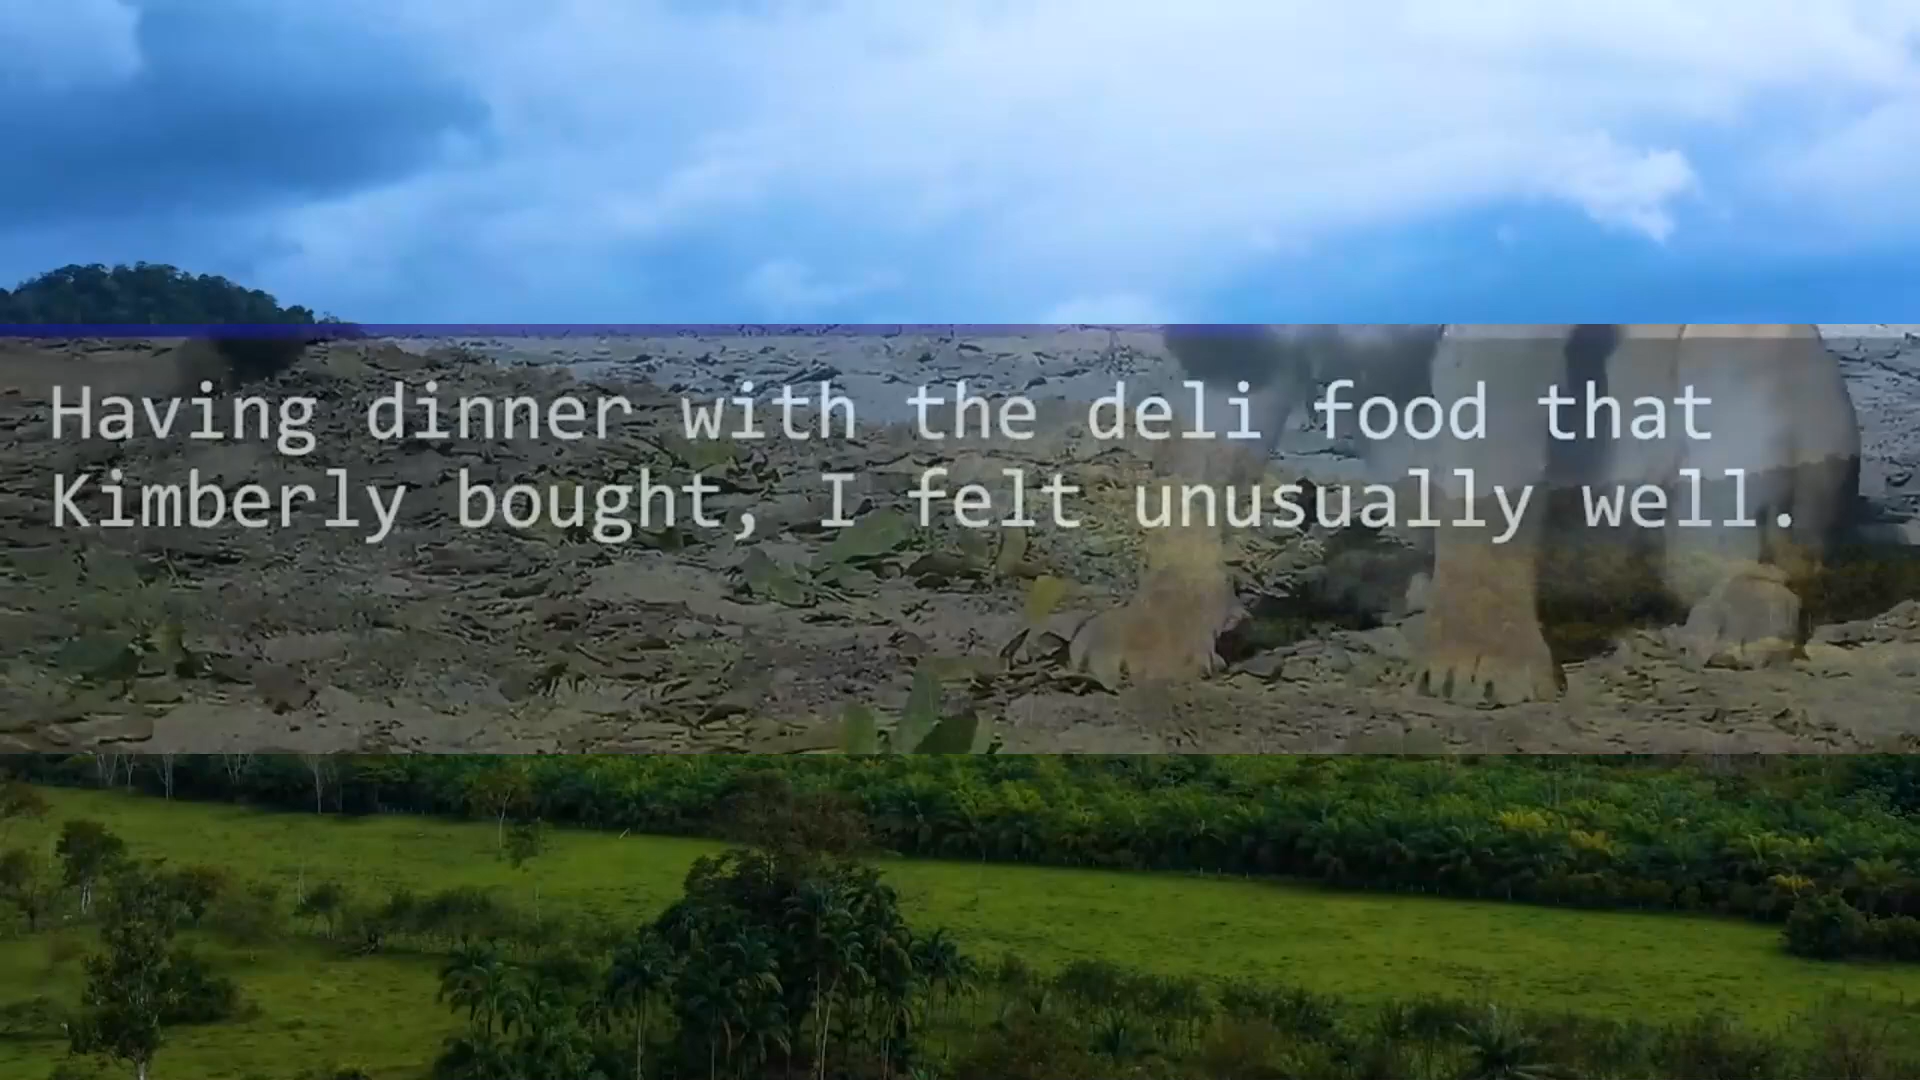 Having dinner with the deli food that
Kimberly bought, I felt unusually well.